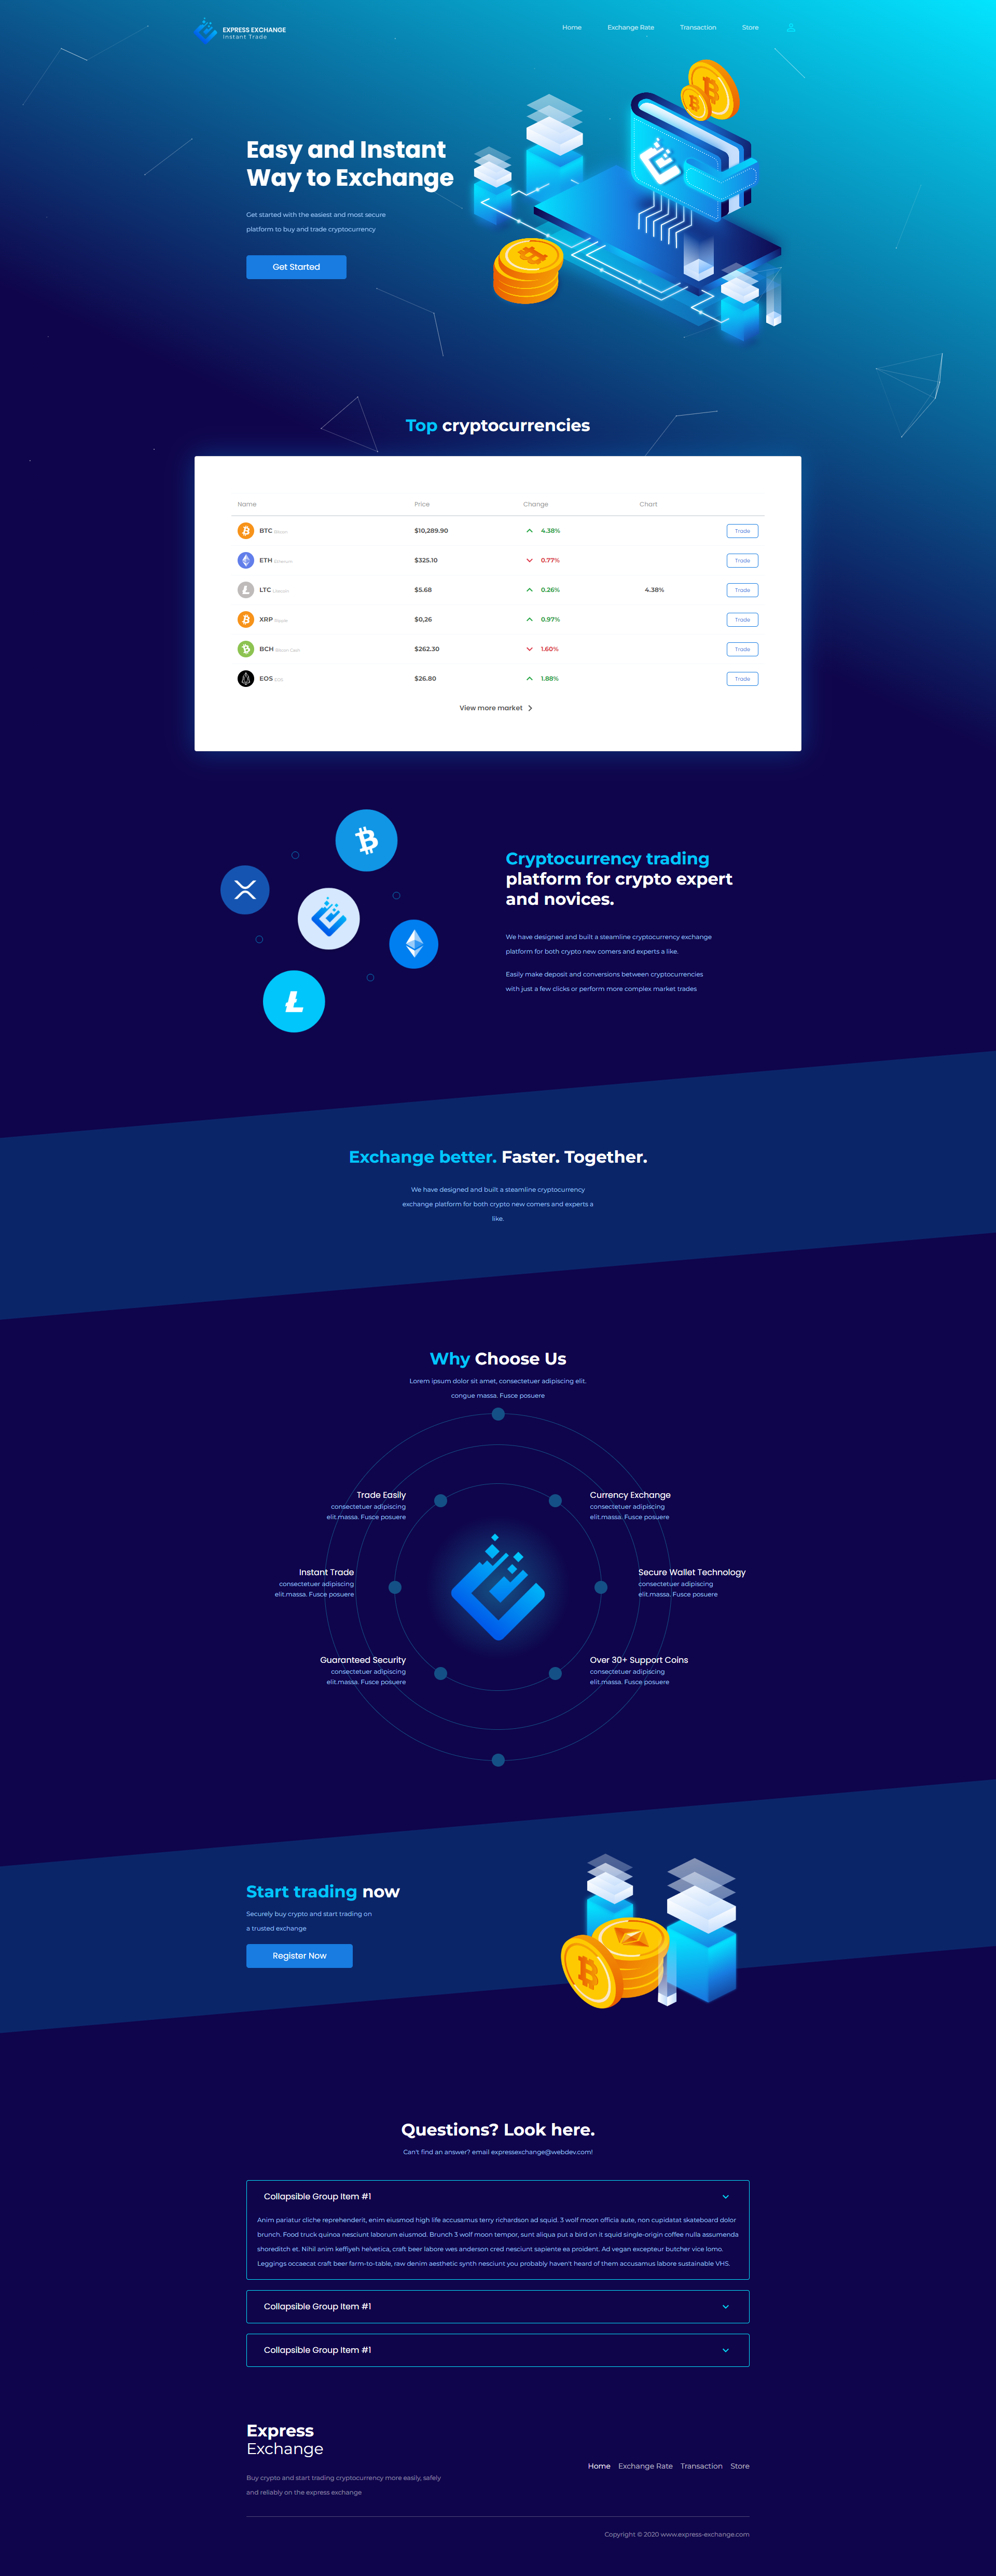 EXPRESS EXCHANGE
Instant Trade
Home Exchange Rate Transaction Store
Easy and Instant
Way to Exchange
Get started with the easiest and most secure
platform to buy and trade cryptocurrency
Get Started
Top cryptocurrencies
Name Price Change Chart
BTC Bitcoin $10,289.90 4.38% Trade
ETH Ethereum $325.10 0.77% Trade
LTC Litecoin $5.68 0.26% 4.38% Trade
XRP Ripple $0,26 0.97% Trade
BCH Bitcoin Cash $262.30 1.60% Trade
EOS EOS $26.80 1.88% Trade
View more market
Cryptocurrency trading
platform for crypto expert
and novices.
We have designed and built a steamline cryptocurrency exchange
platform for both crypto new comers and experts a like.
Easily make deposit and conversions between cryptocurrencies
with just a few clicks or perform more complex market trades
Exchange better. Faster. Together.
We have designed and built a steamline cryptocurrency
exchange platform for both crypto new comers and experts a
like.
Why Choose Us
Lorem ipsum dolor sit amet, consectetuer adipiscing elit.
congue massa. Fusce posuere
Trade Easily
consectetuer adipiscing
elit.massa. Fusce posuere
Currency Exchange
consectetuer adipiscing
elit.massa. Fusce posuere
Instant Trade
consectetuer adipiscing
elit.massa. Fusce posuere
Secure Wallet Technology
consectetuer adipiscing
elit.massa. Fusce posuere
Guaranteed Security
consectetuer adipiscing
elit.massa. Fusce posuere
Over 30+ Support Coins
consectetuer adipiscing
elit.massa. Fusce posuere
Start trading now
Securely buy crypto and start trading on
a trusted exchange
Register Now
Questions? Look here.
Can't find an answer? email expressexchange@webdev.com!
Collapsible Group Item #1
Anim pariatur cliche reprehenderit, enim eiusmod high life accusamus terry richardson ad squid. 3 wolf moon officia aute, non cupidatat skateboard dolor
brunch. Food truck quinoa nesciunt laborum eiusmod. Brunch 3 wolf moon tempor, sunt aliqua put a bird on it squid single-origin coffee nulla assumenda
shoreditch et. Nihil anim keffiyeh helvetica, craft beer labore wes anderson cred nesciunt sapiente ea proident. Ad vegan excepteur butcher vice lomo.
Leggings occaecat craft beer farm-to-table, raw denim aesthetic synth nesciunt you probably haven't heard of them accusamus labore sustainable VHS.
Collapsible Group Item #1
Collapsible Group Item #1
Express
Exchange
Buy crypto and start trading cryptocurrency more easily, safely
and reliably on the express exchange
Home Exchange Rate Transaction Store
Copyright © 2020 www.express-exchange.com